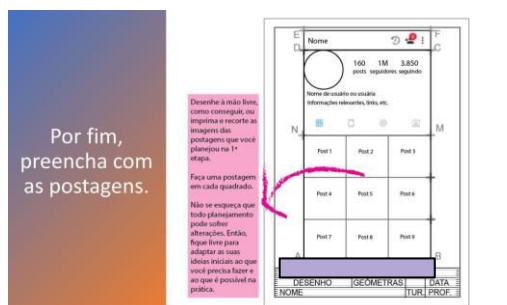 Por fim,
preencha com
as postagens.
Desenhe à mão livre,
como conseguir, ou
imprima e recorte as
imagens das
postagens que você
planejou na 1ª
etapa.
Faça uma postagem
em cada quadrado.
Não se esqueça que
todo planejamento
pode sofrer
alterações. Então,
fique livre para
adaptar as suas
ideias iniciais ao que
você precisa fazer e
ao que é possível na
prática.
E
F
D
C
Nome
160 1M 3.850
posts seguidores seguindo
Nome de usuário ou usuária
Informações relevantes, links, etc.
N
M
Post 1 Post 2 Post 3
Post 4 Post 5 Post 6
Post 7 Post 8 Post 9
A
B
DESENHO GEÓMETRAS DATA
NOME TUR. PROF